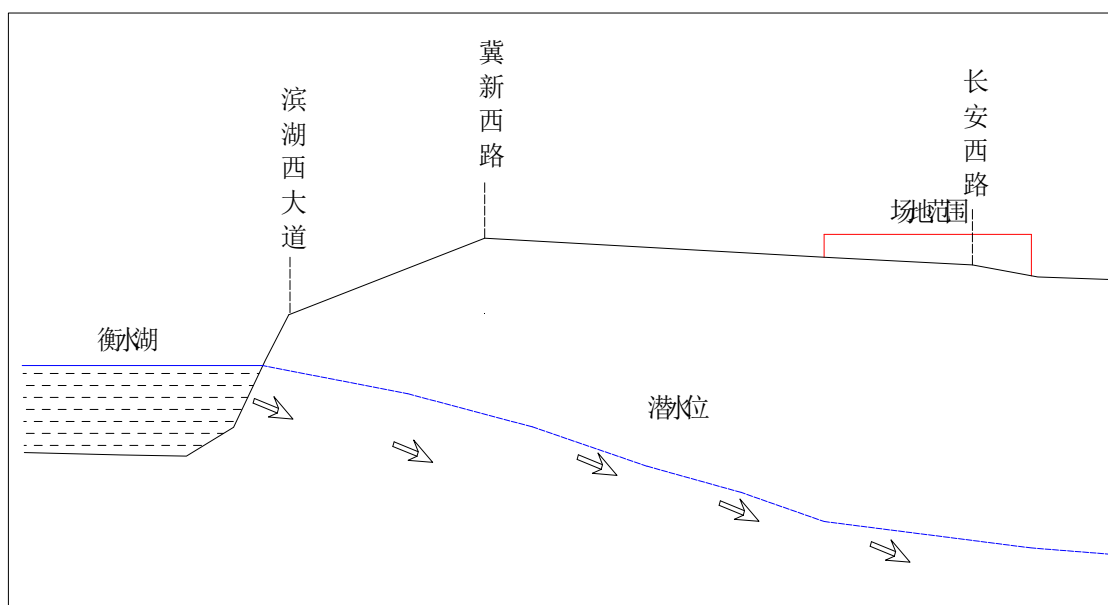 滨湖西大道
冀新西路
长安西路
场地范围
衡水湖
潜水位